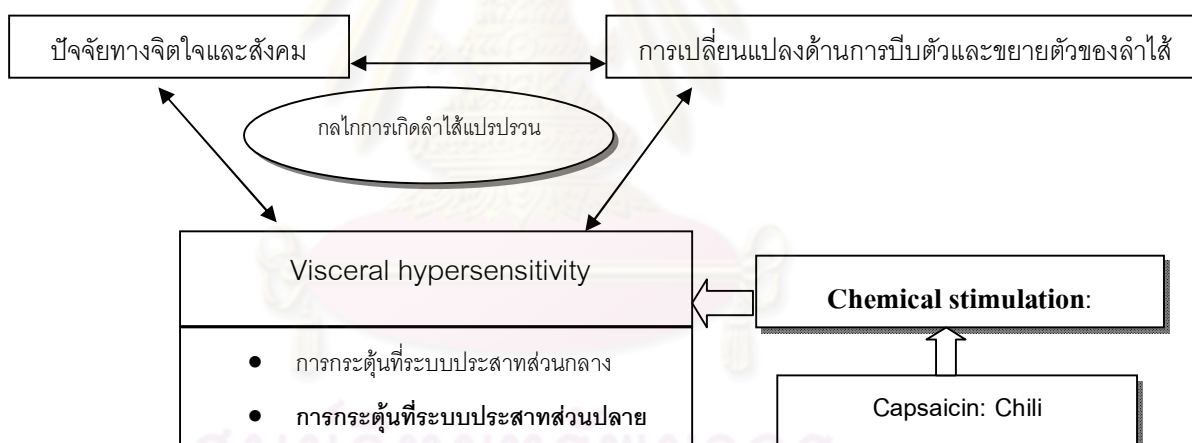 ปัจจัยทางจิตใจและสังคม
การเปลี่ยนแปลงด้านการบีบตัวและขยายตัวของลำไส้
กลไกการเกิดลำไส้แปรปรวน
Visceral hypersensitivity
Chemical stimulation:
• การกระตุ้นที่ระบบประสาทส่วนกลาง
• การกระตุ้นที่ระบบประสาทส่วนปลาย
Capsaicin: Chili